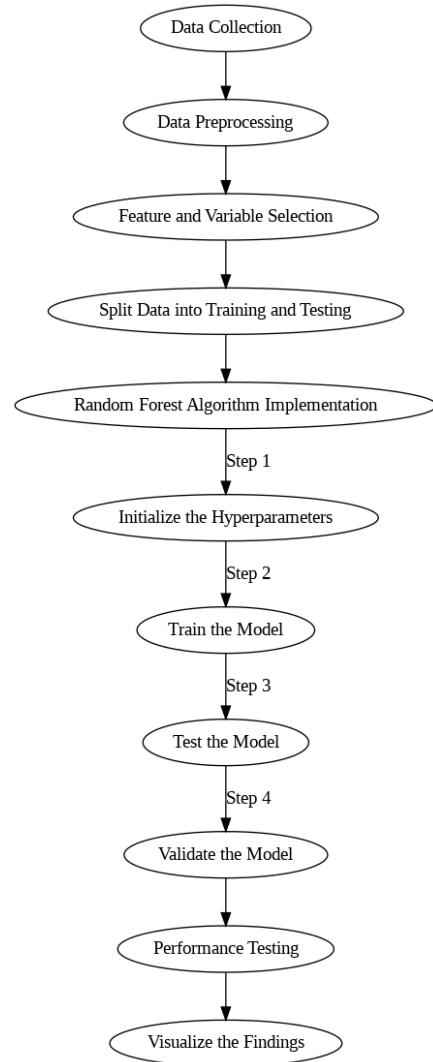 Data Collection
Data Preprocessing
Feature and Variable Selection
Split Data into Training and Testing
Random Forest Algorithm Implementation
Step 1
Initialize the Hyperparameters
Step 2
Train the Model
Step 3
Test the Model
Step 4
Validate the Model
Performance Testing
Visualize the Findings